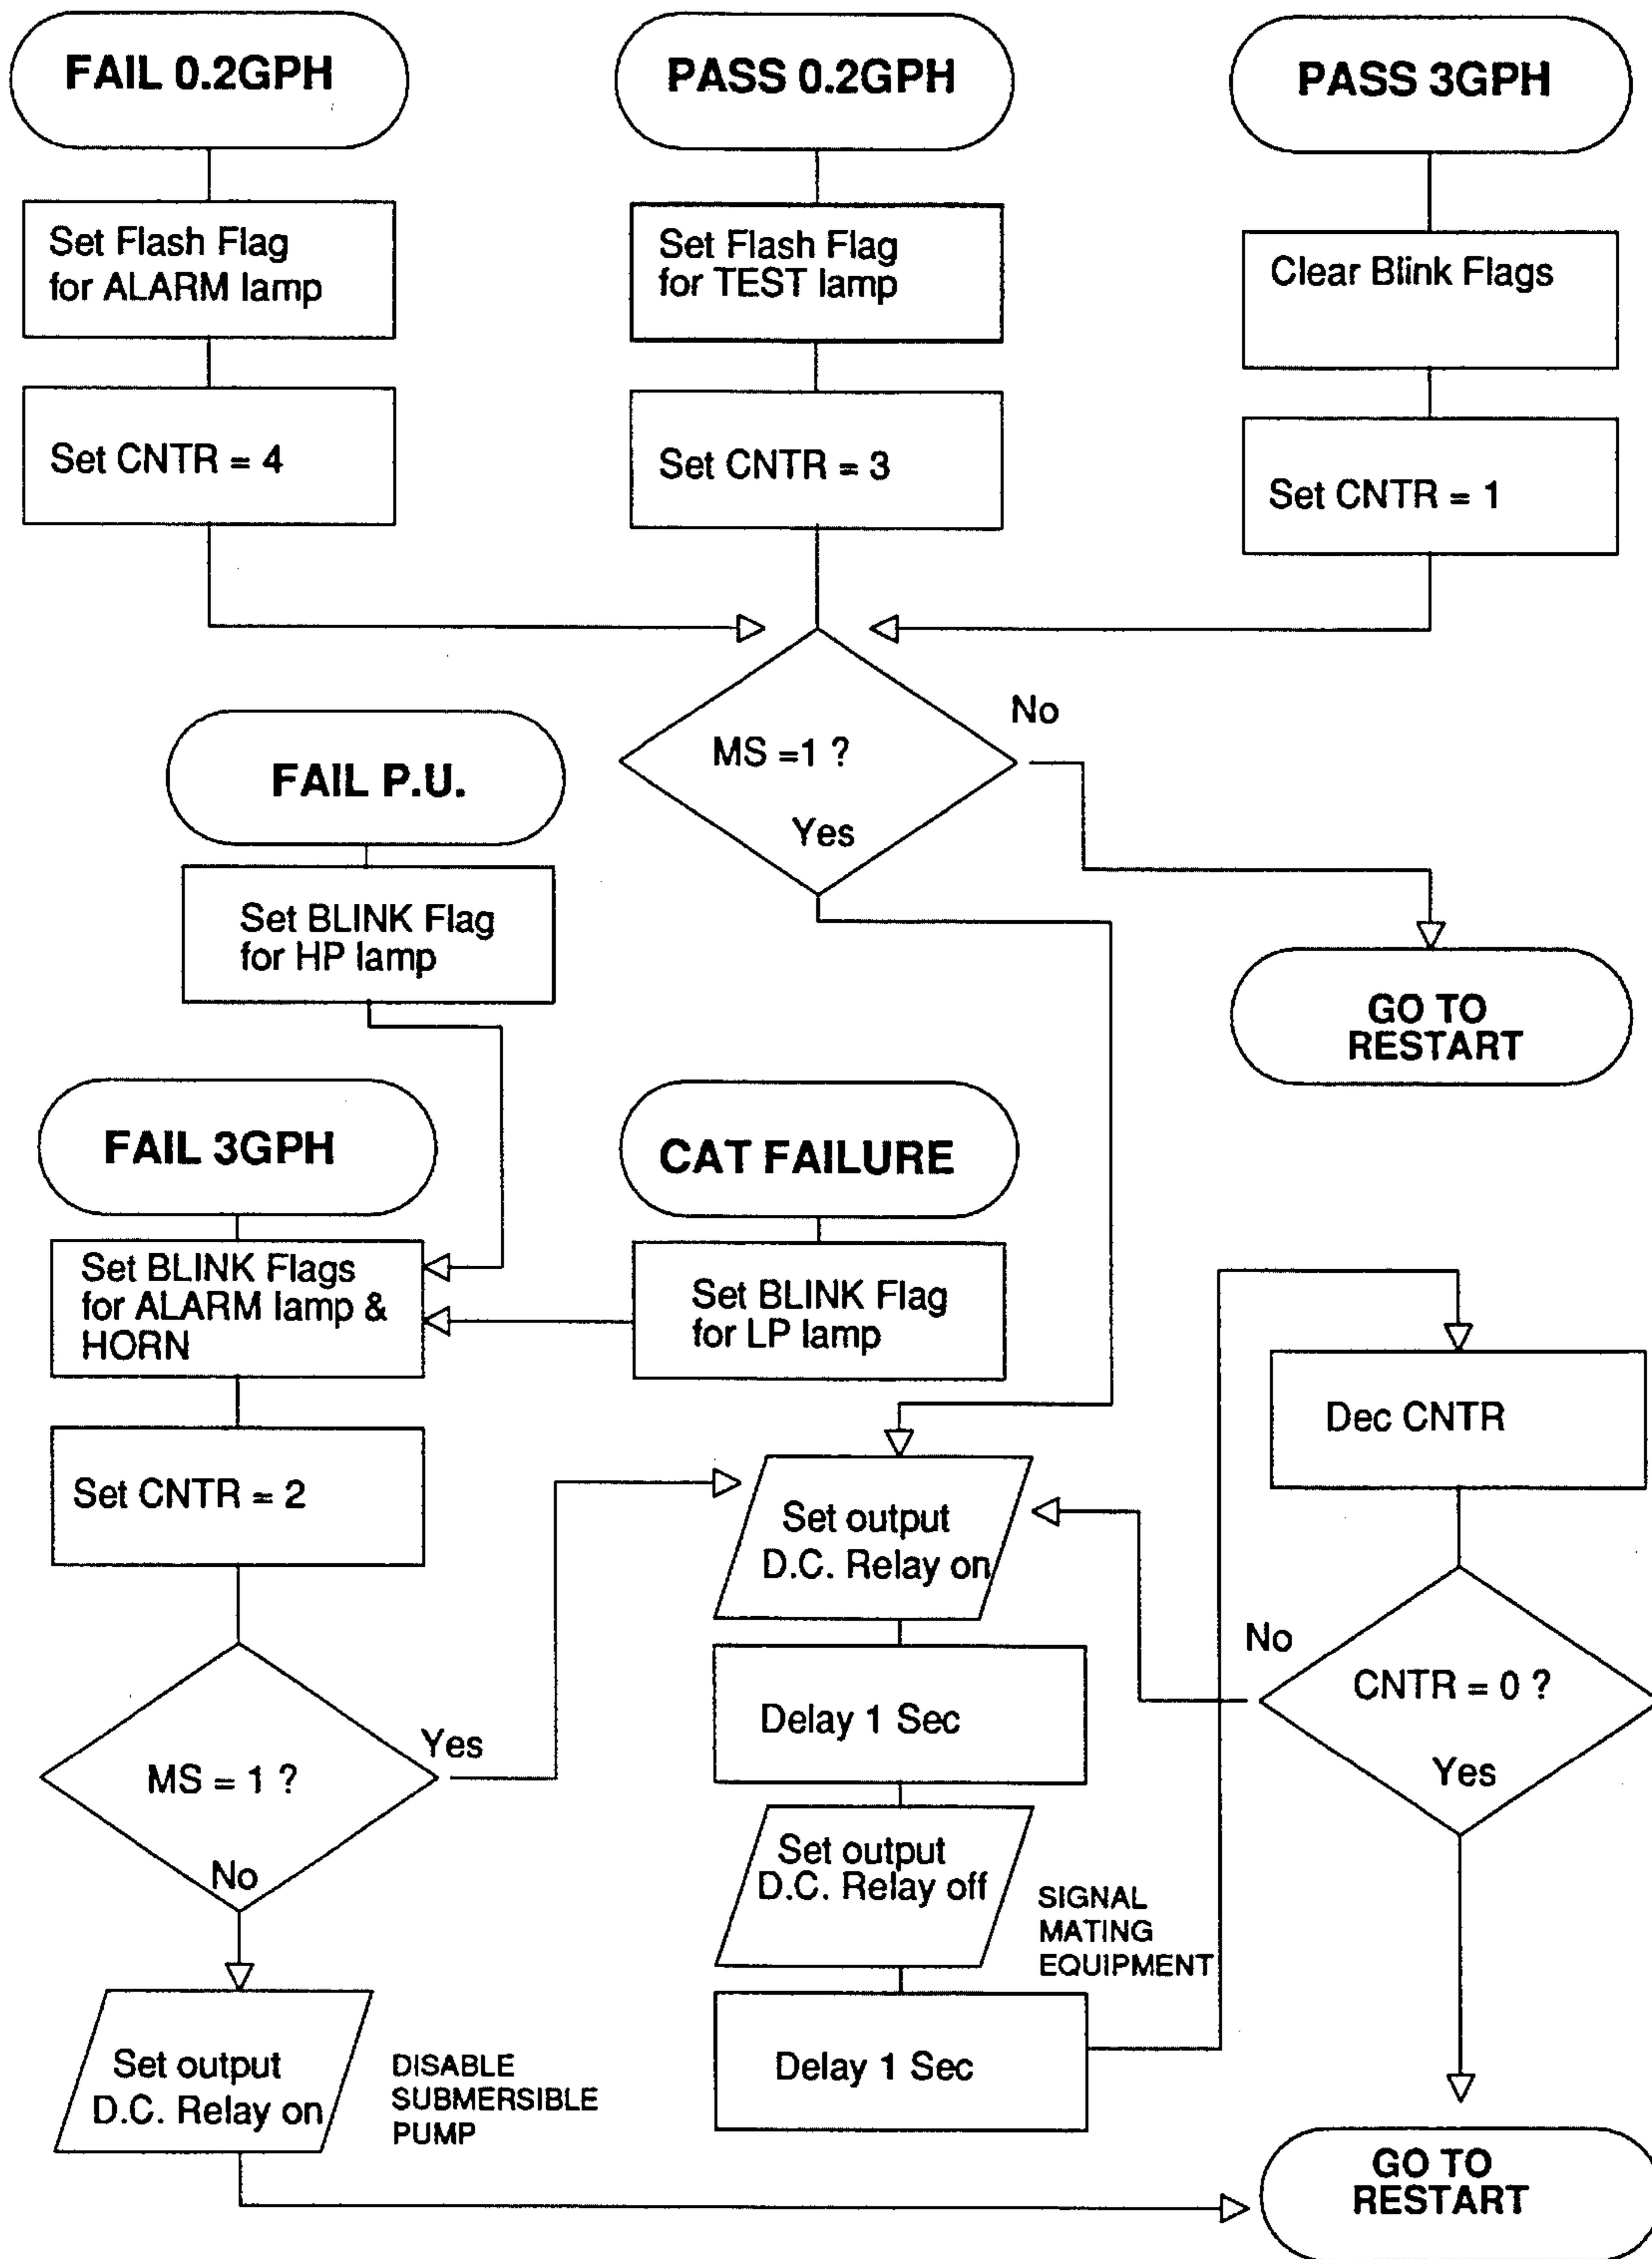 FAIL 0.2GPH
Set Flash Flag
for ALARM lamp
Set CNTR = 4
PASS 0.2GPH
Set Flash Flag
for TEST lamp
Set CNTR = 3
PASS 3GPH
Clear Blink Flags
Set CNTR = 1
MS =1 ?
No
Yes
GO TO
RESTART
FAIL P.U.
Set BLINK Flag
for HP lamp
FAIL 3GPH
Set BLINK Flags
for ALARM lamp &
HORN
CAT FAILURE
Set BLINK Flag
for LP lamp
Set CNTR = 2
MS = 1 ?
Yes
No
Set output
D.C. Relay on
DISABLE
SUBMERSIBLE
PUMP
Set output
D.C. Relay on
Delay 1 Sec
Set output
D.C. Relay off
SIGNAL
MATING
EQUIPMENT
Delay 1 Sec
Dec CNTR
CNTR = 0 ?
No
Yes
GO TO
RESTART